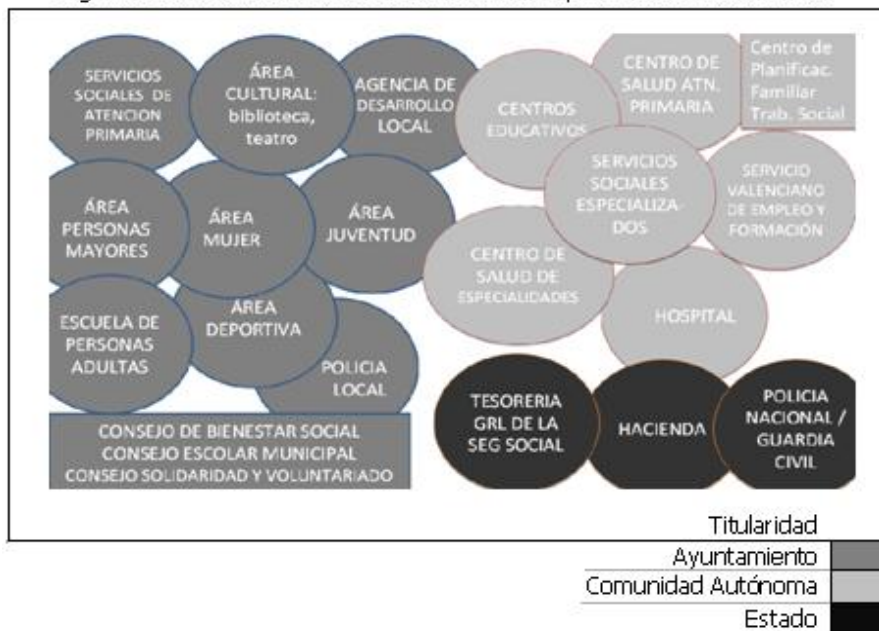 SERVICIOS
SOCIALES DE
ATENCION
PRIMARIA
ÁREA
CULTURAL:
biblioteca,
teatro
AGENCIA DE
DESARROLLO
LOCAL
CENTROS
EDUCATIVOS
CENTRO DE
SALUD ATN.
PRIMARIA
Centro de
Planificac.
Familiar
Trab. Social
ÁREA
PERSONAS
MAYORES
ÁREA
MUJER
ÁREA
JUVENTUD
SERVICIOS
SOCIALES
ESPECIALIZA-
DOS
SERVICIO
VALENCIANO
DE EMPLEO Y
FORMACIÓN
CENTRO DE
SALUD DE
ESPECIALIDADES
ESCUELA DE
PERSONAS
ADULTAS
ÁREA
DEPORTIVA
POLICIA
LOCAL
HOSPITAL
CONSEJO DE BIENESTAR SOCIAL
CONSEJO ESCOLAR MUNICIPAL
CONSEJO SOLIDARIDAD Y VOLUNTARIADO
TESORERIA
GRL DE LA
SEG SOCIAL
HACIENDA
POLICIA
NACIONAL /
GUARDIA
CIVIL
Titularidad
Ayuntamiento
Comunidad Autónoma
Estado